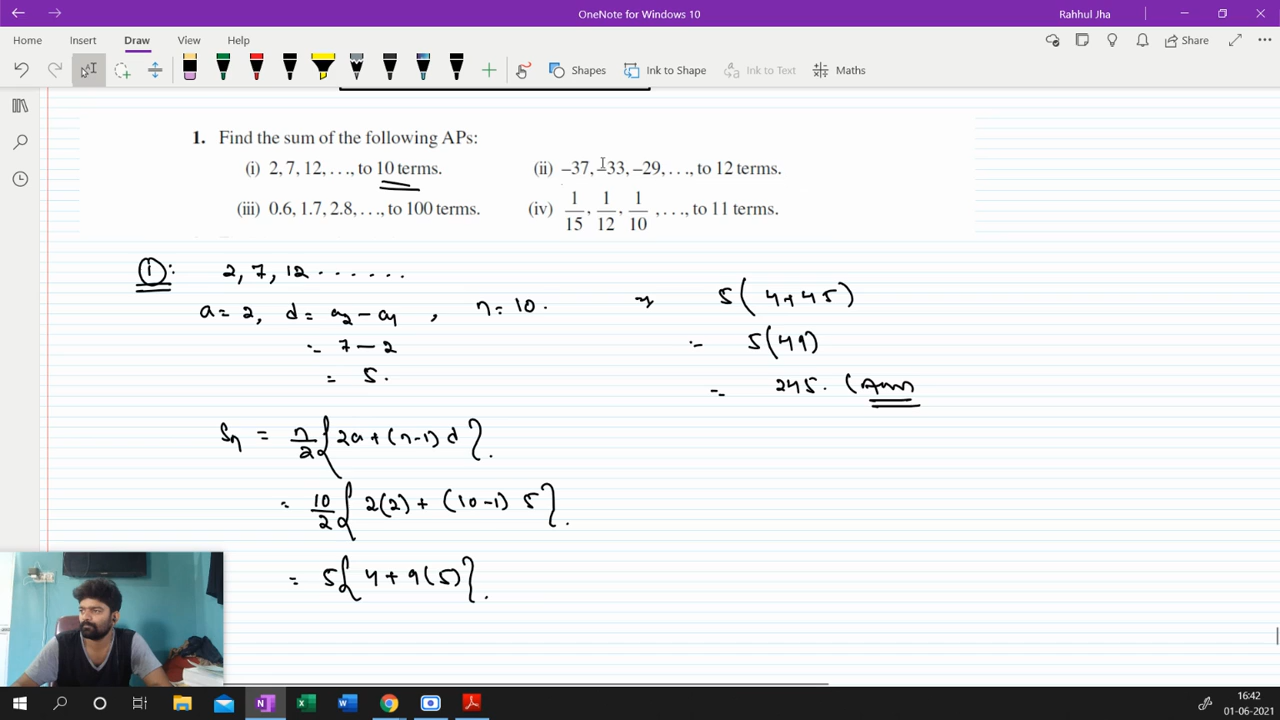 OneNote for Windows 10
Rahhul Jha
Home Insert Draw View Help
Share
Shapes Ink to Shape Ink to Text Maths
1. Find the sum of the following APs:
(i) 2, 7, 12, . . ., to 10 terms. (ii) –37, –33, –29, . . ., to 12 terms.
(iii) 0.6, 1.7, 2.8, . . ., to 100 terms. (iv) 1/15, 1/12, 1/10, . . ., to 11 terms.
(i): 2, 7, 12 . . . . . .
a = 2, d = a2 - a1, n = 10.
= 7 - 2
= 5.
Sn = n/2 {2a + (n-1) d}.
= 10/2 {2(2) + (10-1) 5}.
= 5{4 + 9(5)}.
→ 5(4+45)
= 5(49)
= 245. (Ans
16:42
01-06-2021